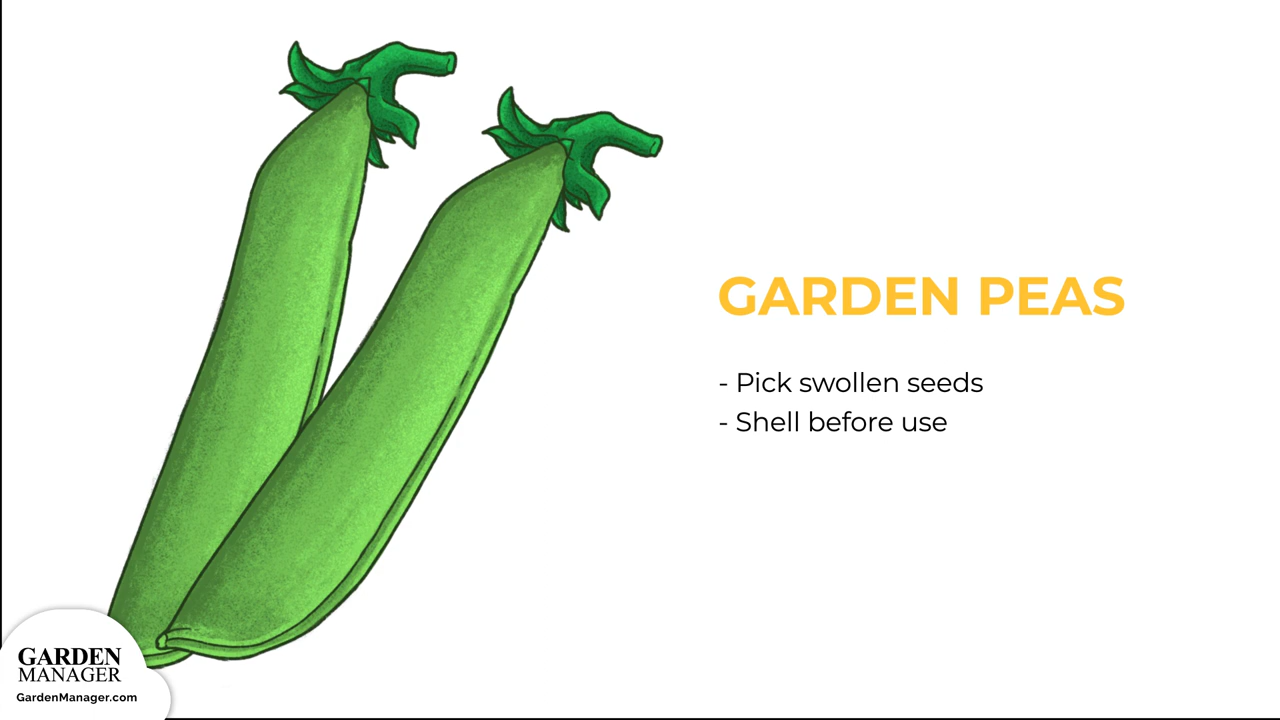 GARDEN PEAS
- Pick swollen seeds
- Shell before use
GARDEN
MANAGER
GardenManager.com